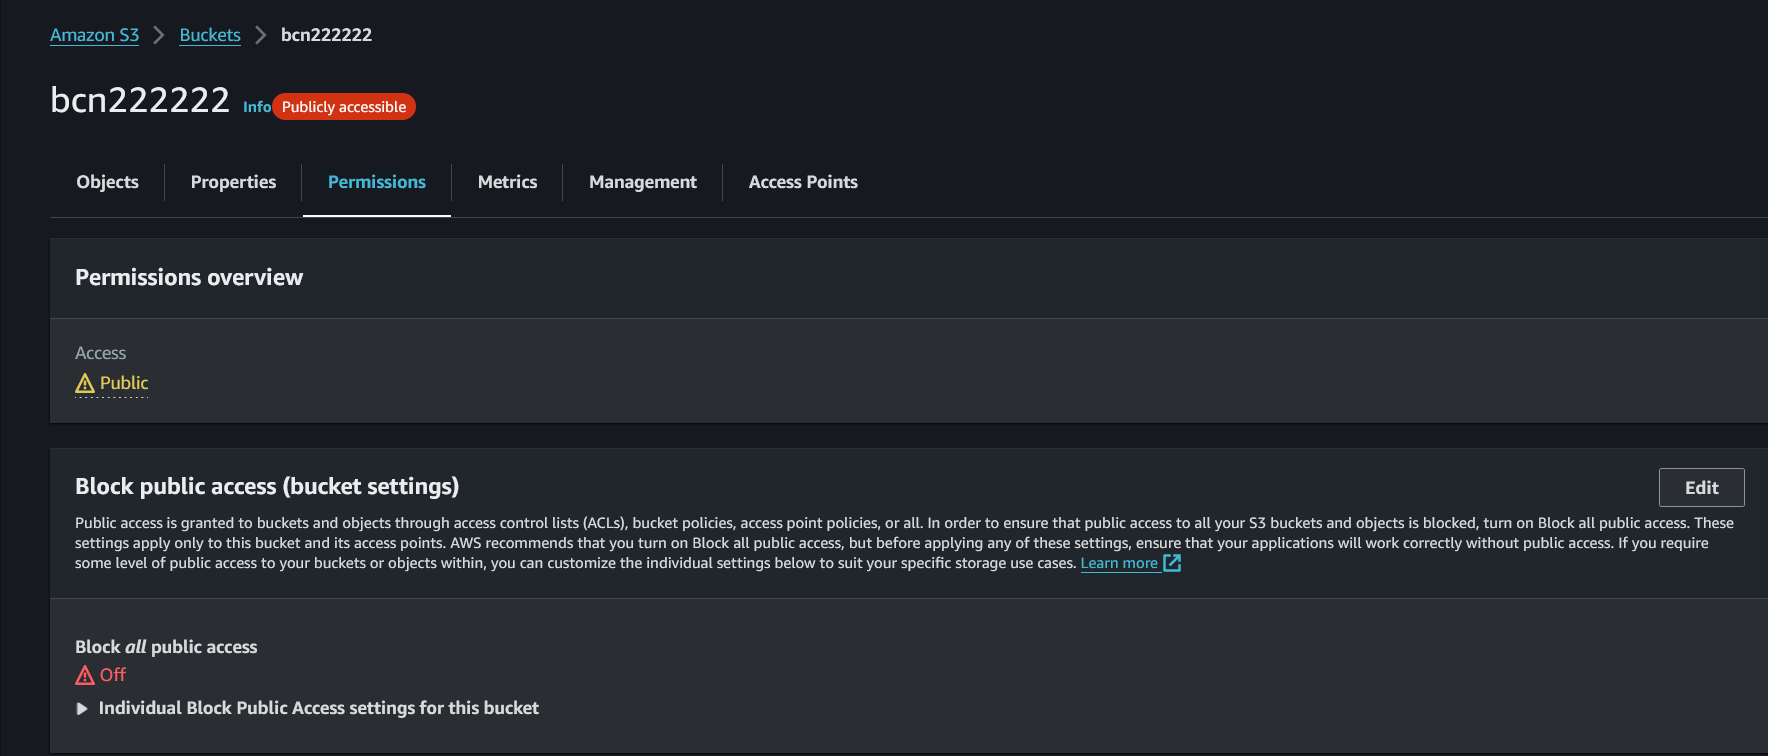 Amazon S3 > Buckets > bcn222222
bcn222222 Info Publicly accessible
Objects Properties Permissions Metrics Management Access Points
Permissions overview
Access
Public
Block public access (bucket settings)
Edit
Public access is granted to buckets and objects through access control lists (ACLs), bucket policies, access point policies, or all. In order to ensure that public access to all your S3 buckets and objects is blocked, turn on Block all public access. These
settings apply only to this bucket and its access points. AWS recommends that you turn on Block all public access, but before applying any of these settings, ensure that your applications will work correctly without public access. If you require
some level of public access to your buckets or objects within, you can customize the individual settings below to suit your specific storage use cases. Learn more
Block all public access
Off
Individual Block Public Access settings for this bucket